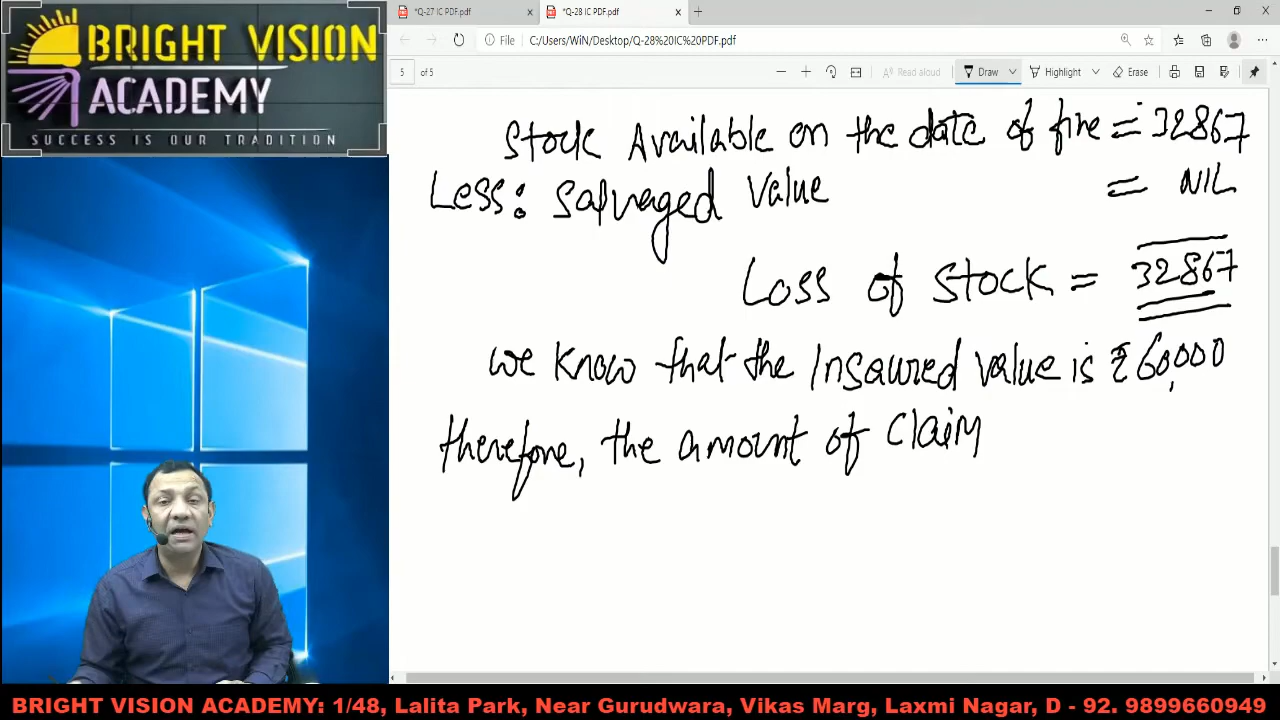 BRIGHT VISION
ACADEMY
SUCCESS IS OUR TRADITION
*Q-27 IC PDF.pdf
*Q-28 IC PDF.pdf
File C:/Users/WiN/Desktop/Q-28%20IC%20PDF.pdf
5 of 5 Read aloud Draw Highlight Erase
Stock Available on the date of fire = 32867
Less: Salvaged Value = NIL
Loss of Stock = 32867
we know that the Insaured value is ₹60,000
therefore, the amount of Claim
BRIGHT VISION ACADEMY: 1/48, Lalita Park, Near Gurudwara, Vikas Marg, Laxmi Nagar, D - 92. 9899660949